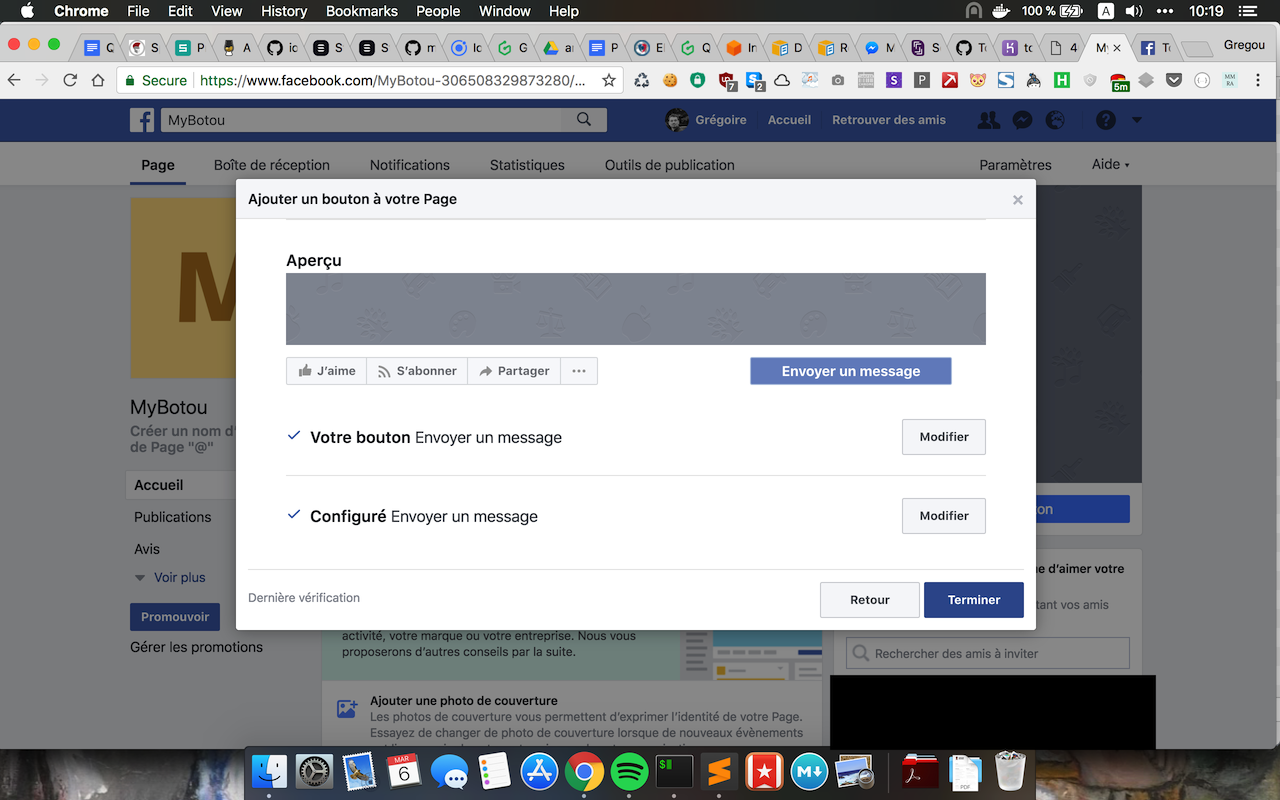 Chrome File Edit View History Bookmarks People Window Help 100 % A 10:19
Gregou
Secure https://www.facebook.com/MyBotou-306508329873280/...
7 2 S P S H 5m MM RA
MyBotou Grégoire Accueil Retrouver des amis
Page Boîte de réception Notifications Statistiques Outils de publication Paramètres Aide
Ajouter un bouton à votre Page
Aperçu
J'aime S'abonner Partager ... Envoyer un message
Votre bouton Envoyer un message Modifier
Configuré Envoyer un message Modifier
Dernière vérification Retour Terminer
M
MyBotou
Créer un nom d'
de Page "@"
Accueil
Publications
Avis
Voir plus
Promouvoir
Gérer les promotions
activité, votre marque ou votre entreprise. Nous vous
proposerons d'autres conseils par la suite.
Ajouter une photo de couverture
Les photos de couverture vous permettent d'exprimer l'identité de votre Page.
Essayez de changer de photo de couverture lorsque de nouveaux évènements
on
e d'aimer votre
tant vos amis
Rechercher des amis à inviter
MAR
6
$
M
PDF